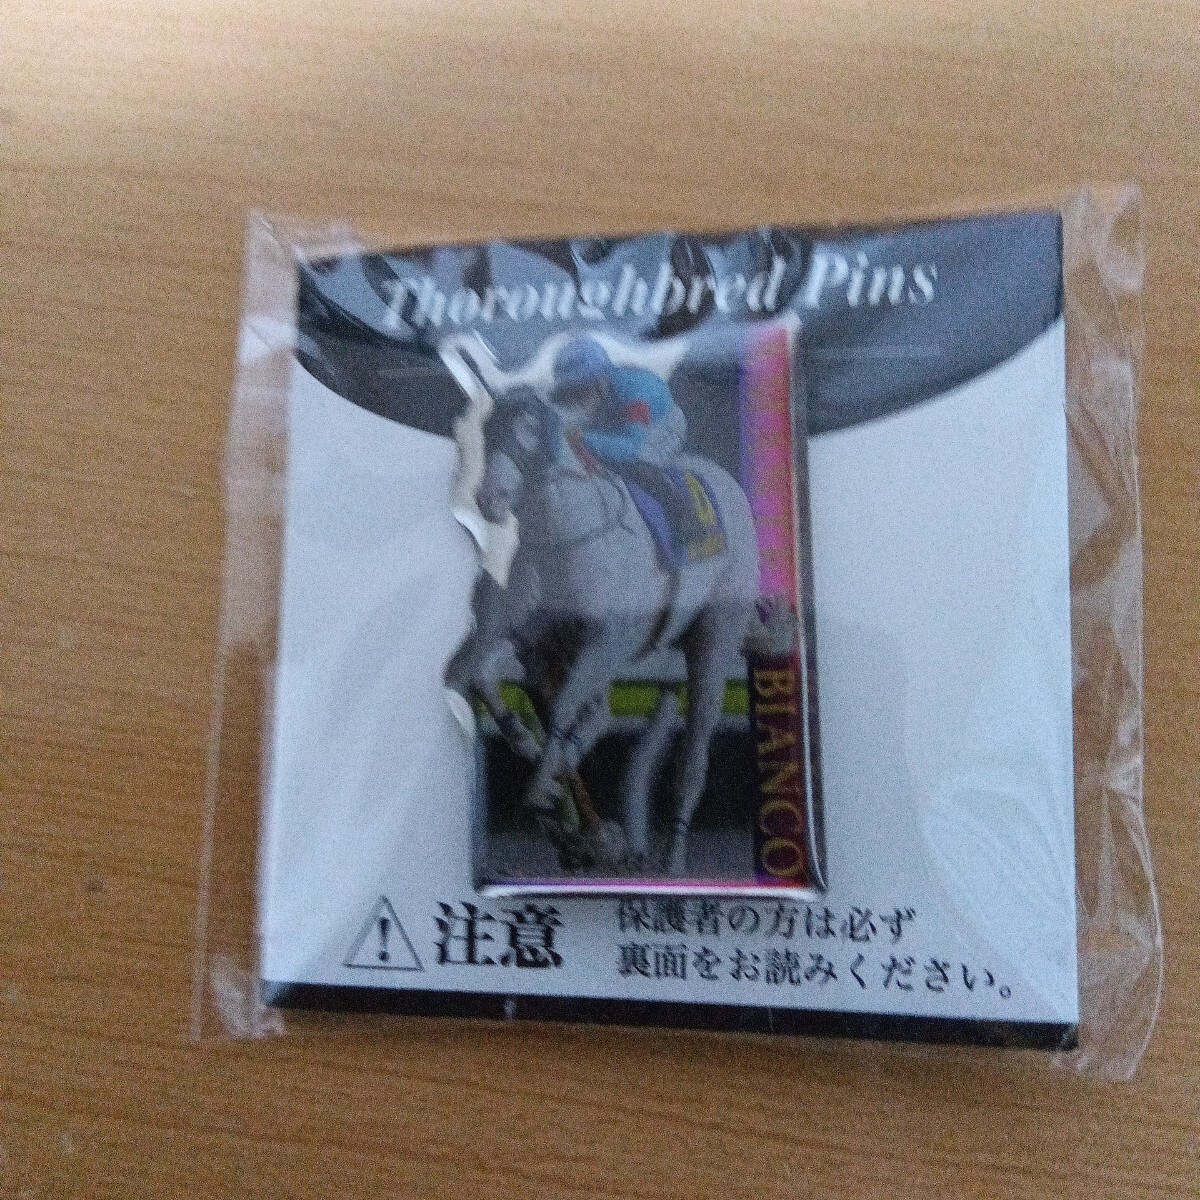 Thoroughbred Pins
BIANCO
注意
保護者の方は必ず
裏面をお読みください。